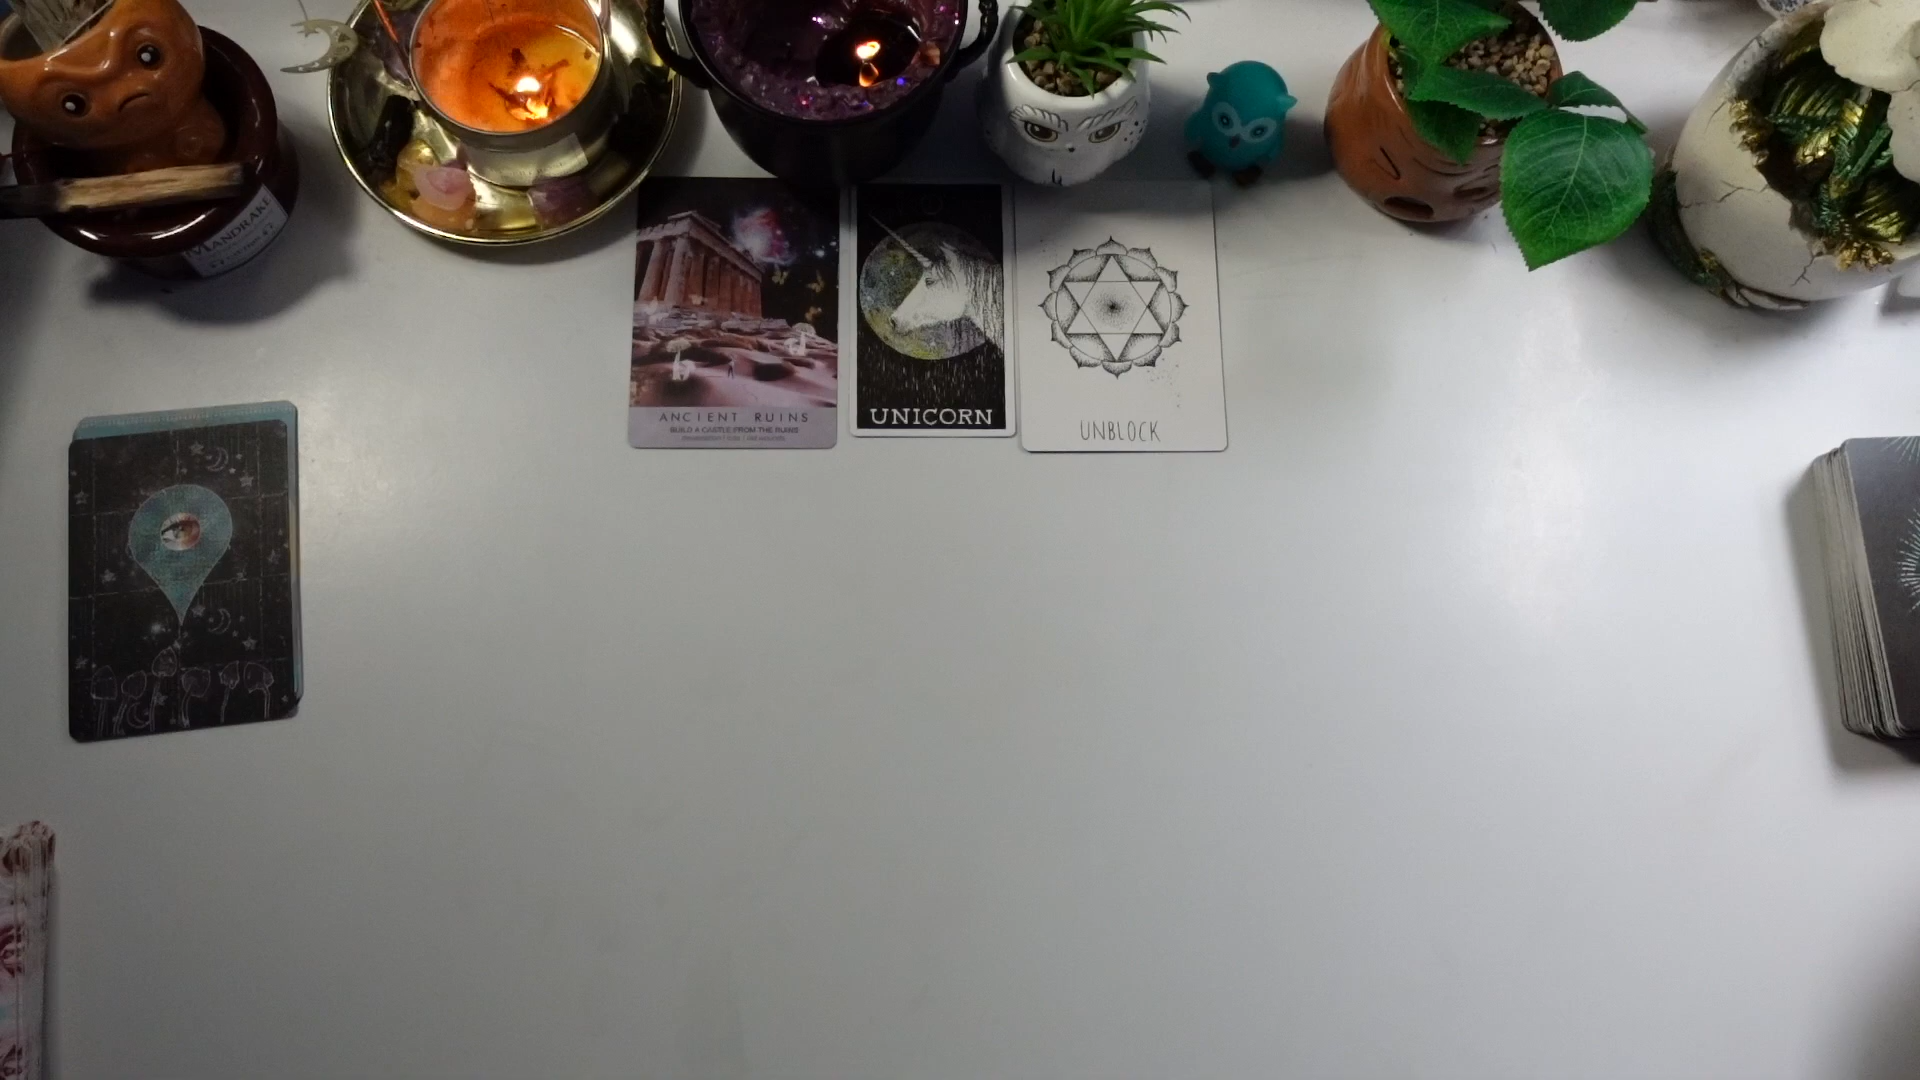 MANDRAKE
ANCIENT RUINS
BUILD A CASTLE FROM THE RUINS
UNICORN
UNBLOCK